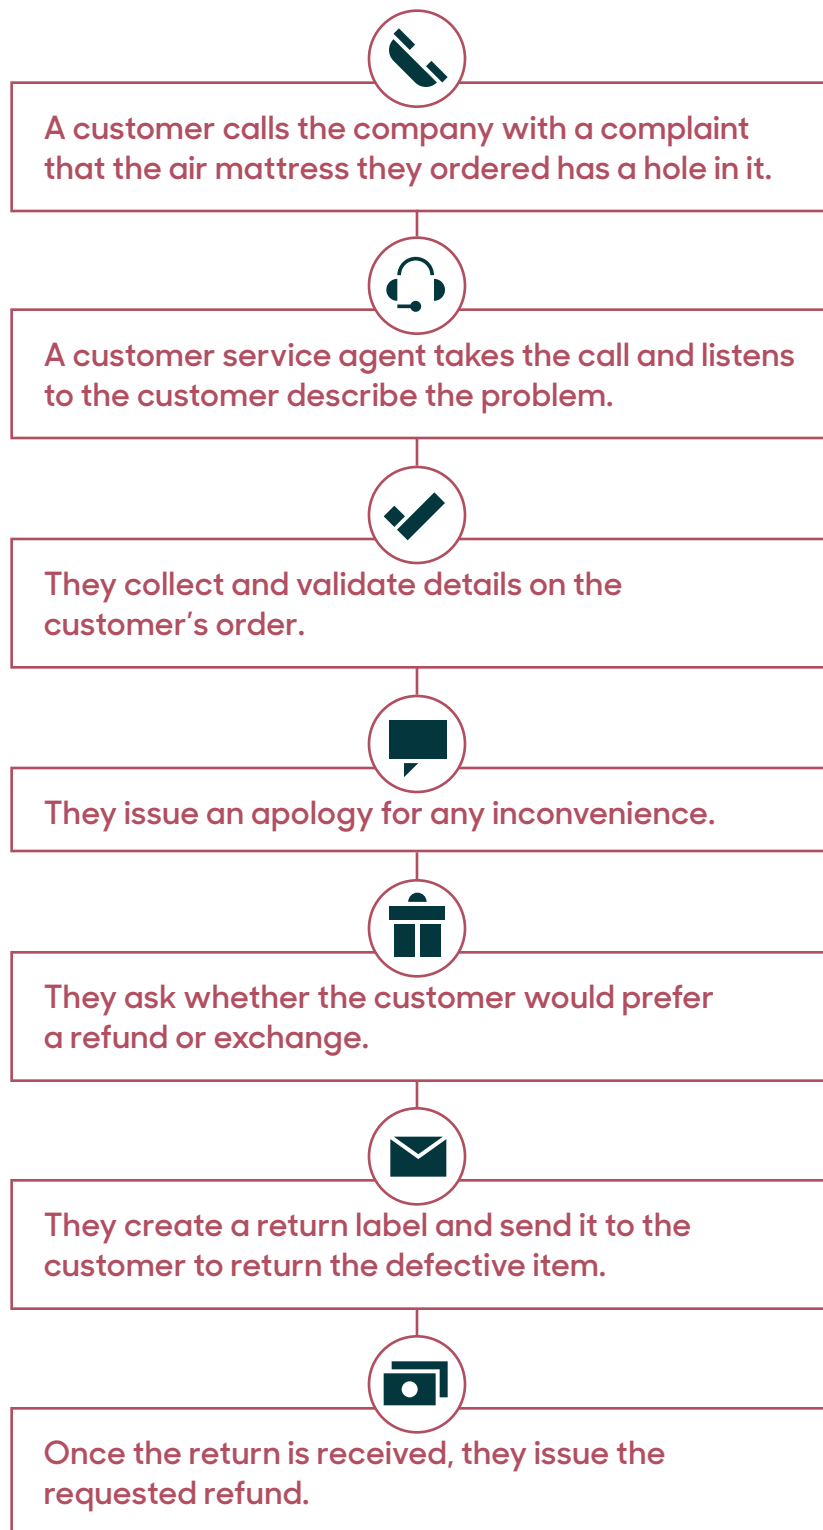 A customer calls the company with a complaint
that the air mattress they ordered has a hole in it.
A customer service agent takes the call and listens
to the customer describe the problem.
They collect and validate details on the
customer’s order.
They issue an apology for any inconvenience.
They ask whether the customer would prefer
a refund or exchange.
They create a return label and send it to the
customer to return the defective item.
Once the return is received, they issue the
requested refund.